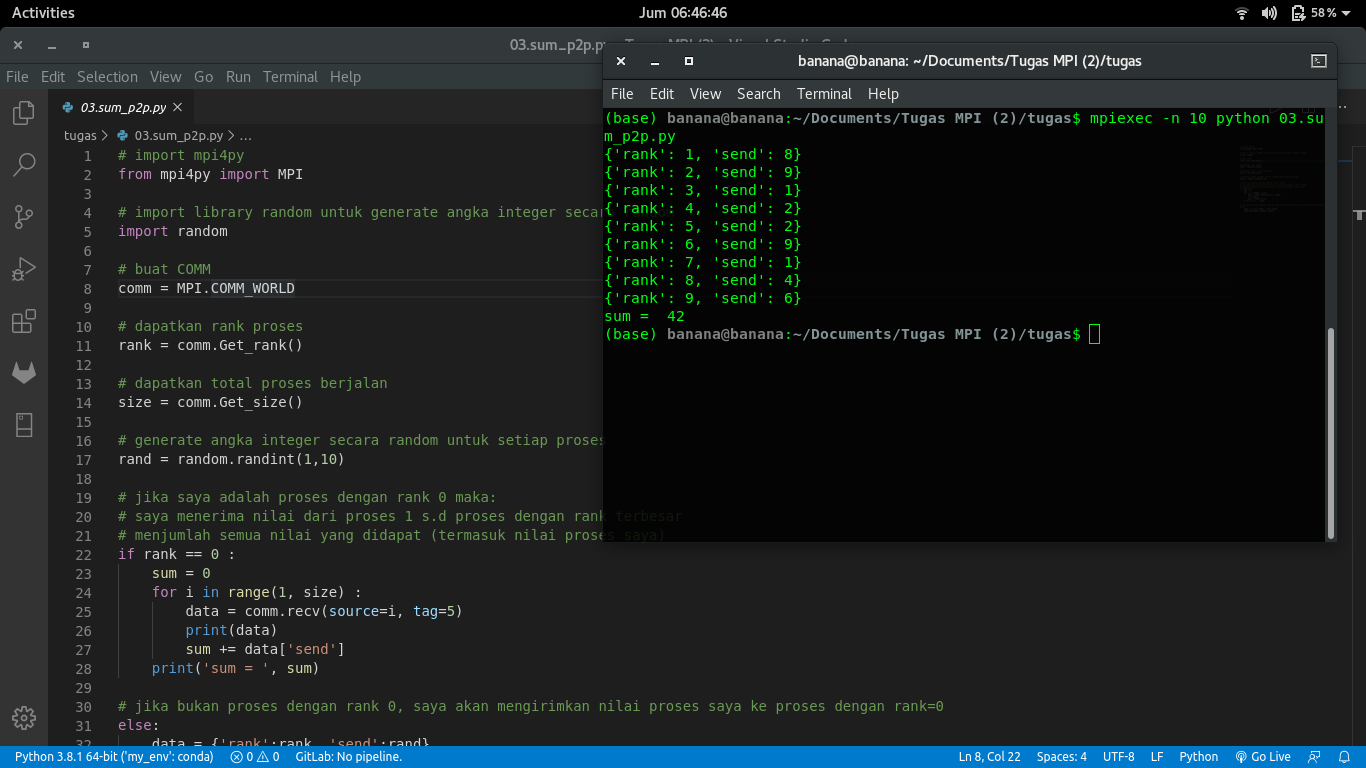 Activities
Jum 06:46:46
58%
03.sum_p2p.py
File Edit Selection View Go Run Terminal Help
03.sum_p2p.py
tugas > 03.sum_p2p.py > ...
1 # import mpi4py
2 from mpi4py import MPI
3
4 # import library random untuk generate angka integer
5 import random
6
7 # buat COMM
8 comm = MPI.COMM_WORLD
9
10 # dapatkan rank proses
11 rank = comm.Get_rank()
12
13 # dapatkan total proses berjalan
14 size = comm.Get_size()
15
16 # generate angka integer secara random untuk setiap proses
17 rand = random.randint(1,10)
18
19 # jika saya adalah proses dengan rank 0 maka:
20 # saya menerima nilai dari proses 1 s.d proses dengan rank terbesar
21 # menjumlah semua nilai yang didapat (termasuk nilai proses saya)
22 if rank == 0 :
23 sum = 0
24 for i in range(1, size) :
25 data = comm.recv(source=i, tag=5)
26 print(data)
27 sum += data['send']
28 print('sum = ', sum)
29
30 # jika bukan proses dengan rank 0, saya akan mengirimkan nilai proses saya ke proses dengan rank=0
31 else:
32 data = {'rank':rank, 'send':rand}
banana@banana: ~/Documents/Tugas MPI (2)/tugas
File Edit View Search Terminal Help
(base) banana@banana:~/Documents/Tugas MPI (2)/tugas$ mpiexec -n 10 python 03.su
m_p2p.py
{'rank': 1, 'send': 8}
{'rank': 2, 'send': 9}
{'rank': 3, 'send': 1}
{'rank': 4, 'send': 2}
{'rank': 5, 'send': 2}
{'rank': 6, 'send': 9}
{'rank': 7, 'send': 1}
{'rank': 8, 'send': 4}
{'rank': 9, 'send': 6}
sum =  42
(base) banana@banana:~/Documents/Tugas MPI (2)/tugas$
Python 3.8.1 64-bit ('my_env': conda) 0 0 GitLab: No pipeline. Ln 8, Col 22 Spaces: 4 UTF-8 LF Python Go Live